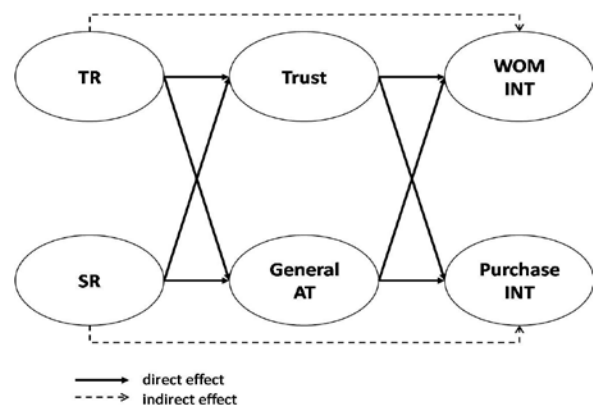 TR
Trust
WOM
INT
SR
General
AT
Purchase
INT
direct effect
indirect effect